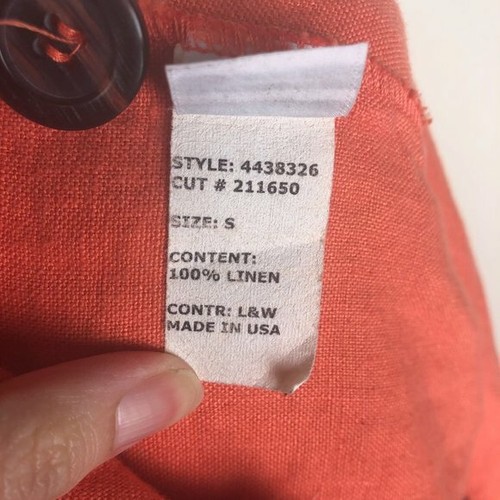 STYLE: 4438326
CUT # 211650
SIZE: S
CONTENT:
100% LINEN
CONTR: L&W
MADE IN USA